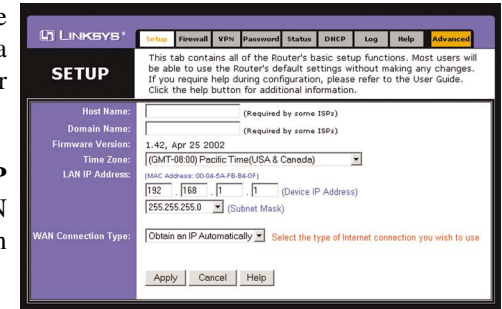 e
a
r
P
N
n
LINKSYS®
Setup Firewall VPN Password Status DHCP Log Help Advanced
SETUP
This tab contains all of the Router's basic setup functions. Most users will
be able to use the Router's default settings without making any changes.
If you require help during configuration, please refer to the User Guide.
Click the help button for additional information.
Host Name: (Required by some ISPs)
Domain Name: (Required by some ISPs)
Firmware Version: 1.42, Apr 25 2002
Time Zone: (GMT-08:00) Pacific Time(USA & Canada)
LAN IP Address: (MAC Address: 00-04-5A-FB-B4-0F)
192 . 168 . 1 . 1 (Device IP Address)
255.255.255.0 (Subnet Mask)
WAN Connection Type: Obtain an IP Automatically Select the type of Internet connection you wish to use
Apply Cancel Help